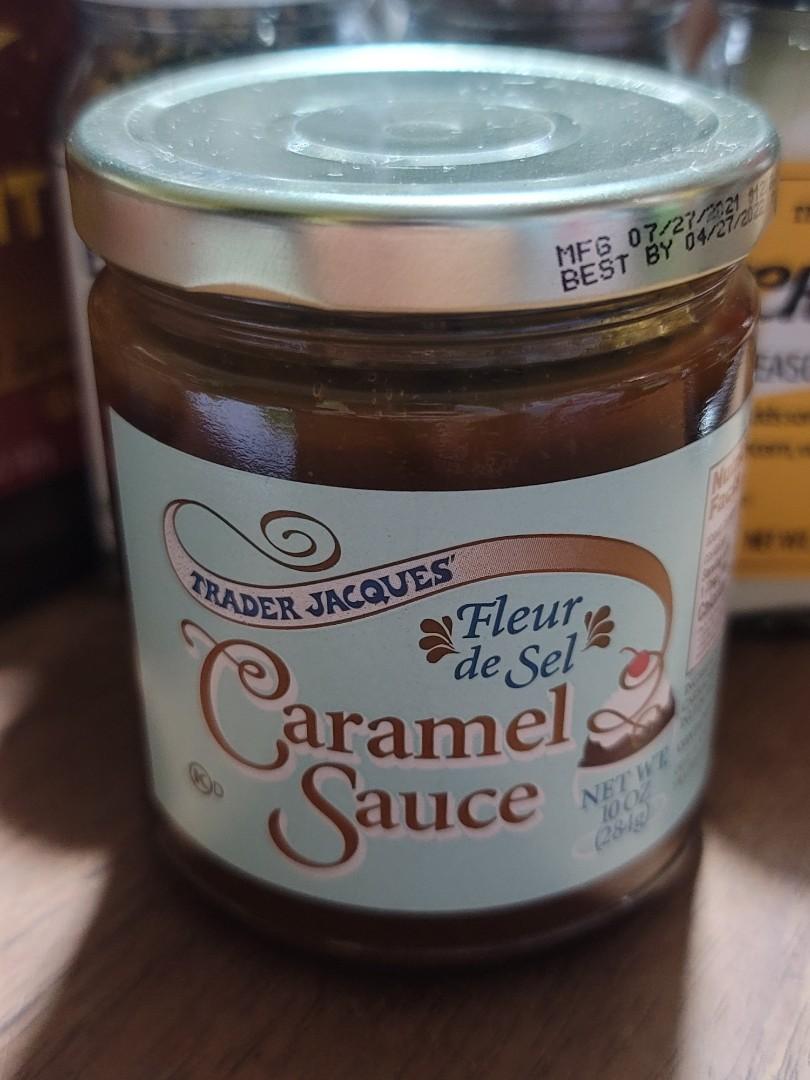 MFG 07/27/2021
BEST BY 04/27/202
TRADER JACQUES'
Fleur
de Sel
Caramel
Sauce
K D
NET WT.
10 OZ
(284g)